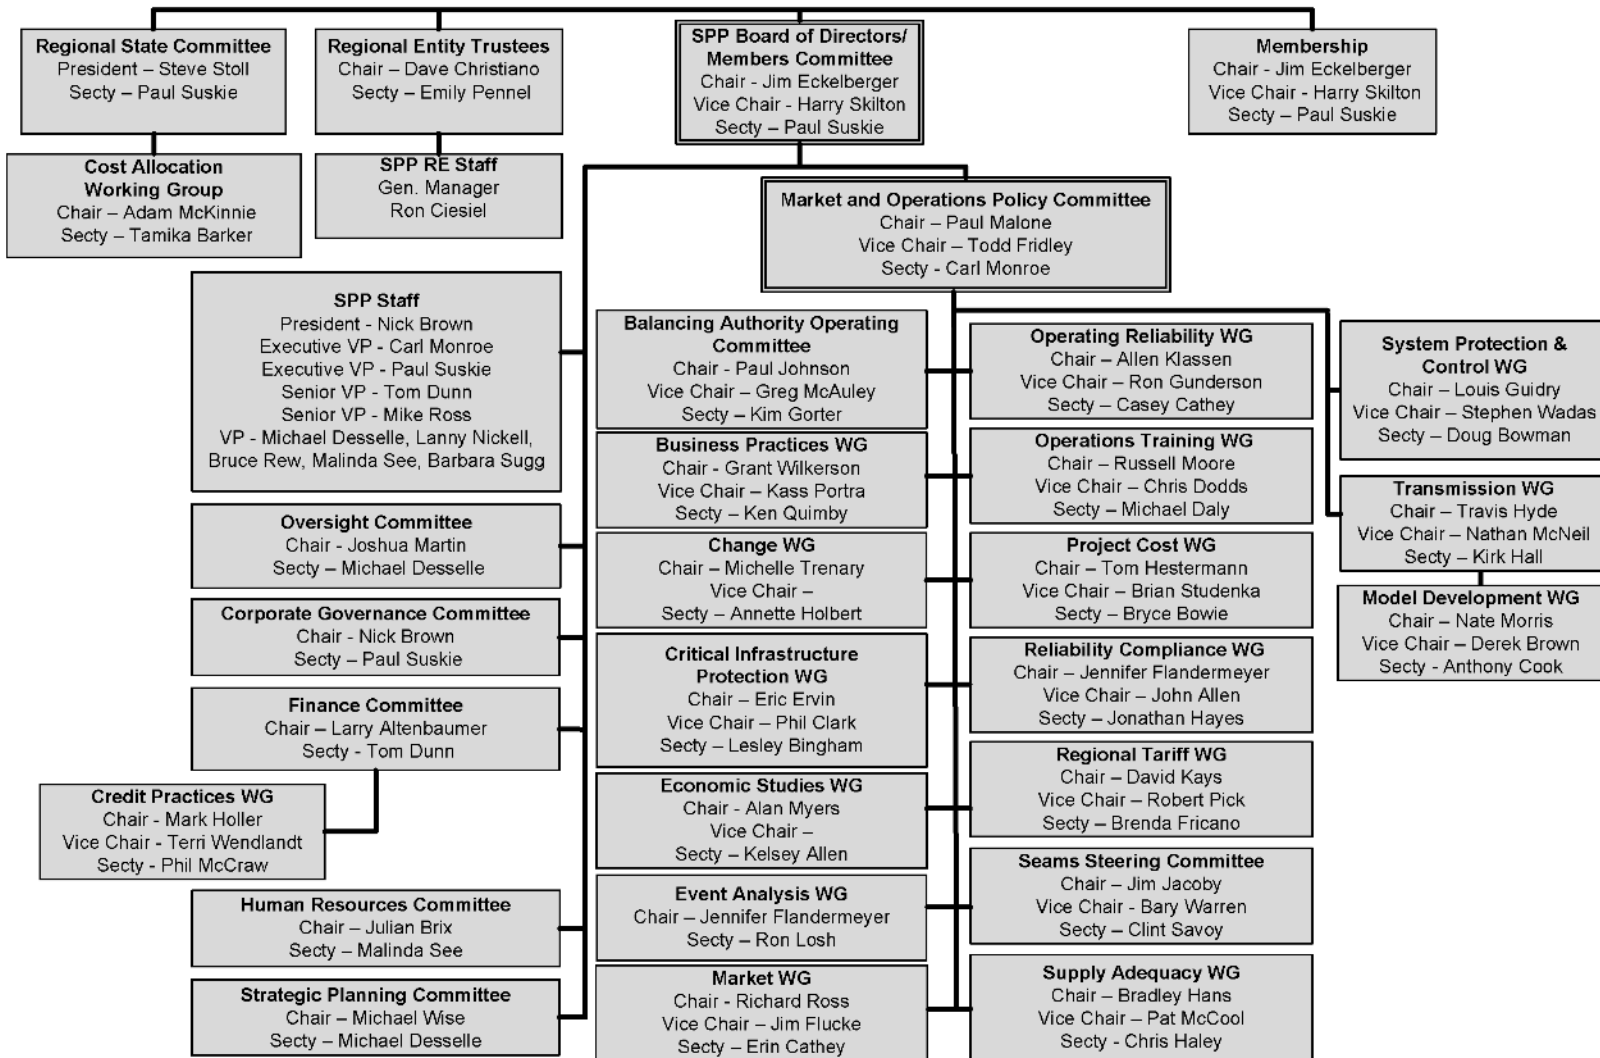 Regional State Committee
President – Steve Stoll
Secty – Paul Suskie
Regional Entity Trustees
Chair – Dave Christiano
Secty – Emily Pennel
SPP Board of Directors/
Members Committee
Chair - Jim Eckelberger
Vice Chair - Harry Skilton
Secty – Paul Suskie
Membership
Chair - Jim Eckelberger
Vice Chair - Harry Skilton
Secty – Paul Suskie
Cost Allocation
Working Group
Chair – Adam McKinnie
Secty – Tamika Barker
SPP RE Staff
Gen. Manager
Ron Ciesiel
Market and Operations Policy Committee
Chair – Paul Malone
Vice Chair – Todd Fridley
Secty - Carl Monroe
SPP Staff
President - Nick Brown
Executive VP - Carl Monroe
Executive VP - Paul Suskie
Senior VP - Tom Dunn
Senior VP - Mike Ross
VP - Michael Desselle, Lanny Nickell,
Bruce Rew, Malinda See, Barbara Sugg
Oversight Committee
Chair - Joshua Martin
Secty – Michael Desselle
Corporate Governance Committee
Chair - Nick Brown
Secty – Paul Suskie
Finance Committee
Chair – Larry Altenbaumer
Secty - Tom Dunn
Credit Practices WG
Chair - Mark Holler
Vice Chair - Terri Wendlandt
Secty - Phil McCraw
Human Resources Committee
Chair – Julian Brix
Secty – Malinda See
Strategic Planning Committee
Chair – Michael Wise
Secty – Michael Desselle
Balancing Authority Operating
Committee
Chair - Paul Johnson
Vice Chair – Greg McAuley
Secty – Kim Gorter
Business Practices WG
Chair - Grant Wilkerson
Vice Chair – Kass Portra
Secty – Ken Quimby
Change WG
Chair – Michelle Trenary
Vice Chair –
Secty – Annette Holbert
Critical Infrastructure
Protection WG
Chair – Eric Ervin
Vice Chair – Phil Clark
Secty – Lesley Bingham
Economic Studies WG
Chair - Alan Myers
Vice Chair –
Secty – Kelsey Allen
Event Analysis WG
Chair – Jennifer Flandermeyer
Secty – Ron Losh
Market WG
Chair - Richard Ross
Vice Chair – Jim Flucke
Secty – Erin Cathey
Operating Reliability WG
Chair – Allen Klassen
Vice Chair – Ron Gunderson
Secty – Casey Cathey
Operations Training WG
Chair – Russell Moore
Vice Chair – Chris Dodds
Secty – Michael Daly
Project Cost WG
Chair – Tom Hestermann
Vice Chair – Brian Studenka
Secty – Bryce Bowie
Reliability Compliance WG
Chair – Jennifer Flandermeyer
Vice Chair – John Allen
Secty – Jonathan Hayes
Regional Tariff WG
Chair – David Kays
Vice Chair – Robert Pick
Secty – Brenda Fricano
Seams Steering Committee
Chair – Jim Jacoby
Vice Chair - Bary Warren
Secty – Clint Savoy
Supply Adequacy WG
Chair – Bradley Hans
Vice Chair – Pat McCool
Secty - Chris Haley
System Protection &
Control WG
Chair – Louis Guidry
Vice Chair – Stephen Wadas
Secty – Doug Bowman
Transmission WG
Chair – Travis Hyde
Vice Chair – Nathan McNeil
Secty – Kirk Hall
Model Development WG
Chair – Nate Morris
Vice Chair – Derek Brown
Secty - Anthony Cook